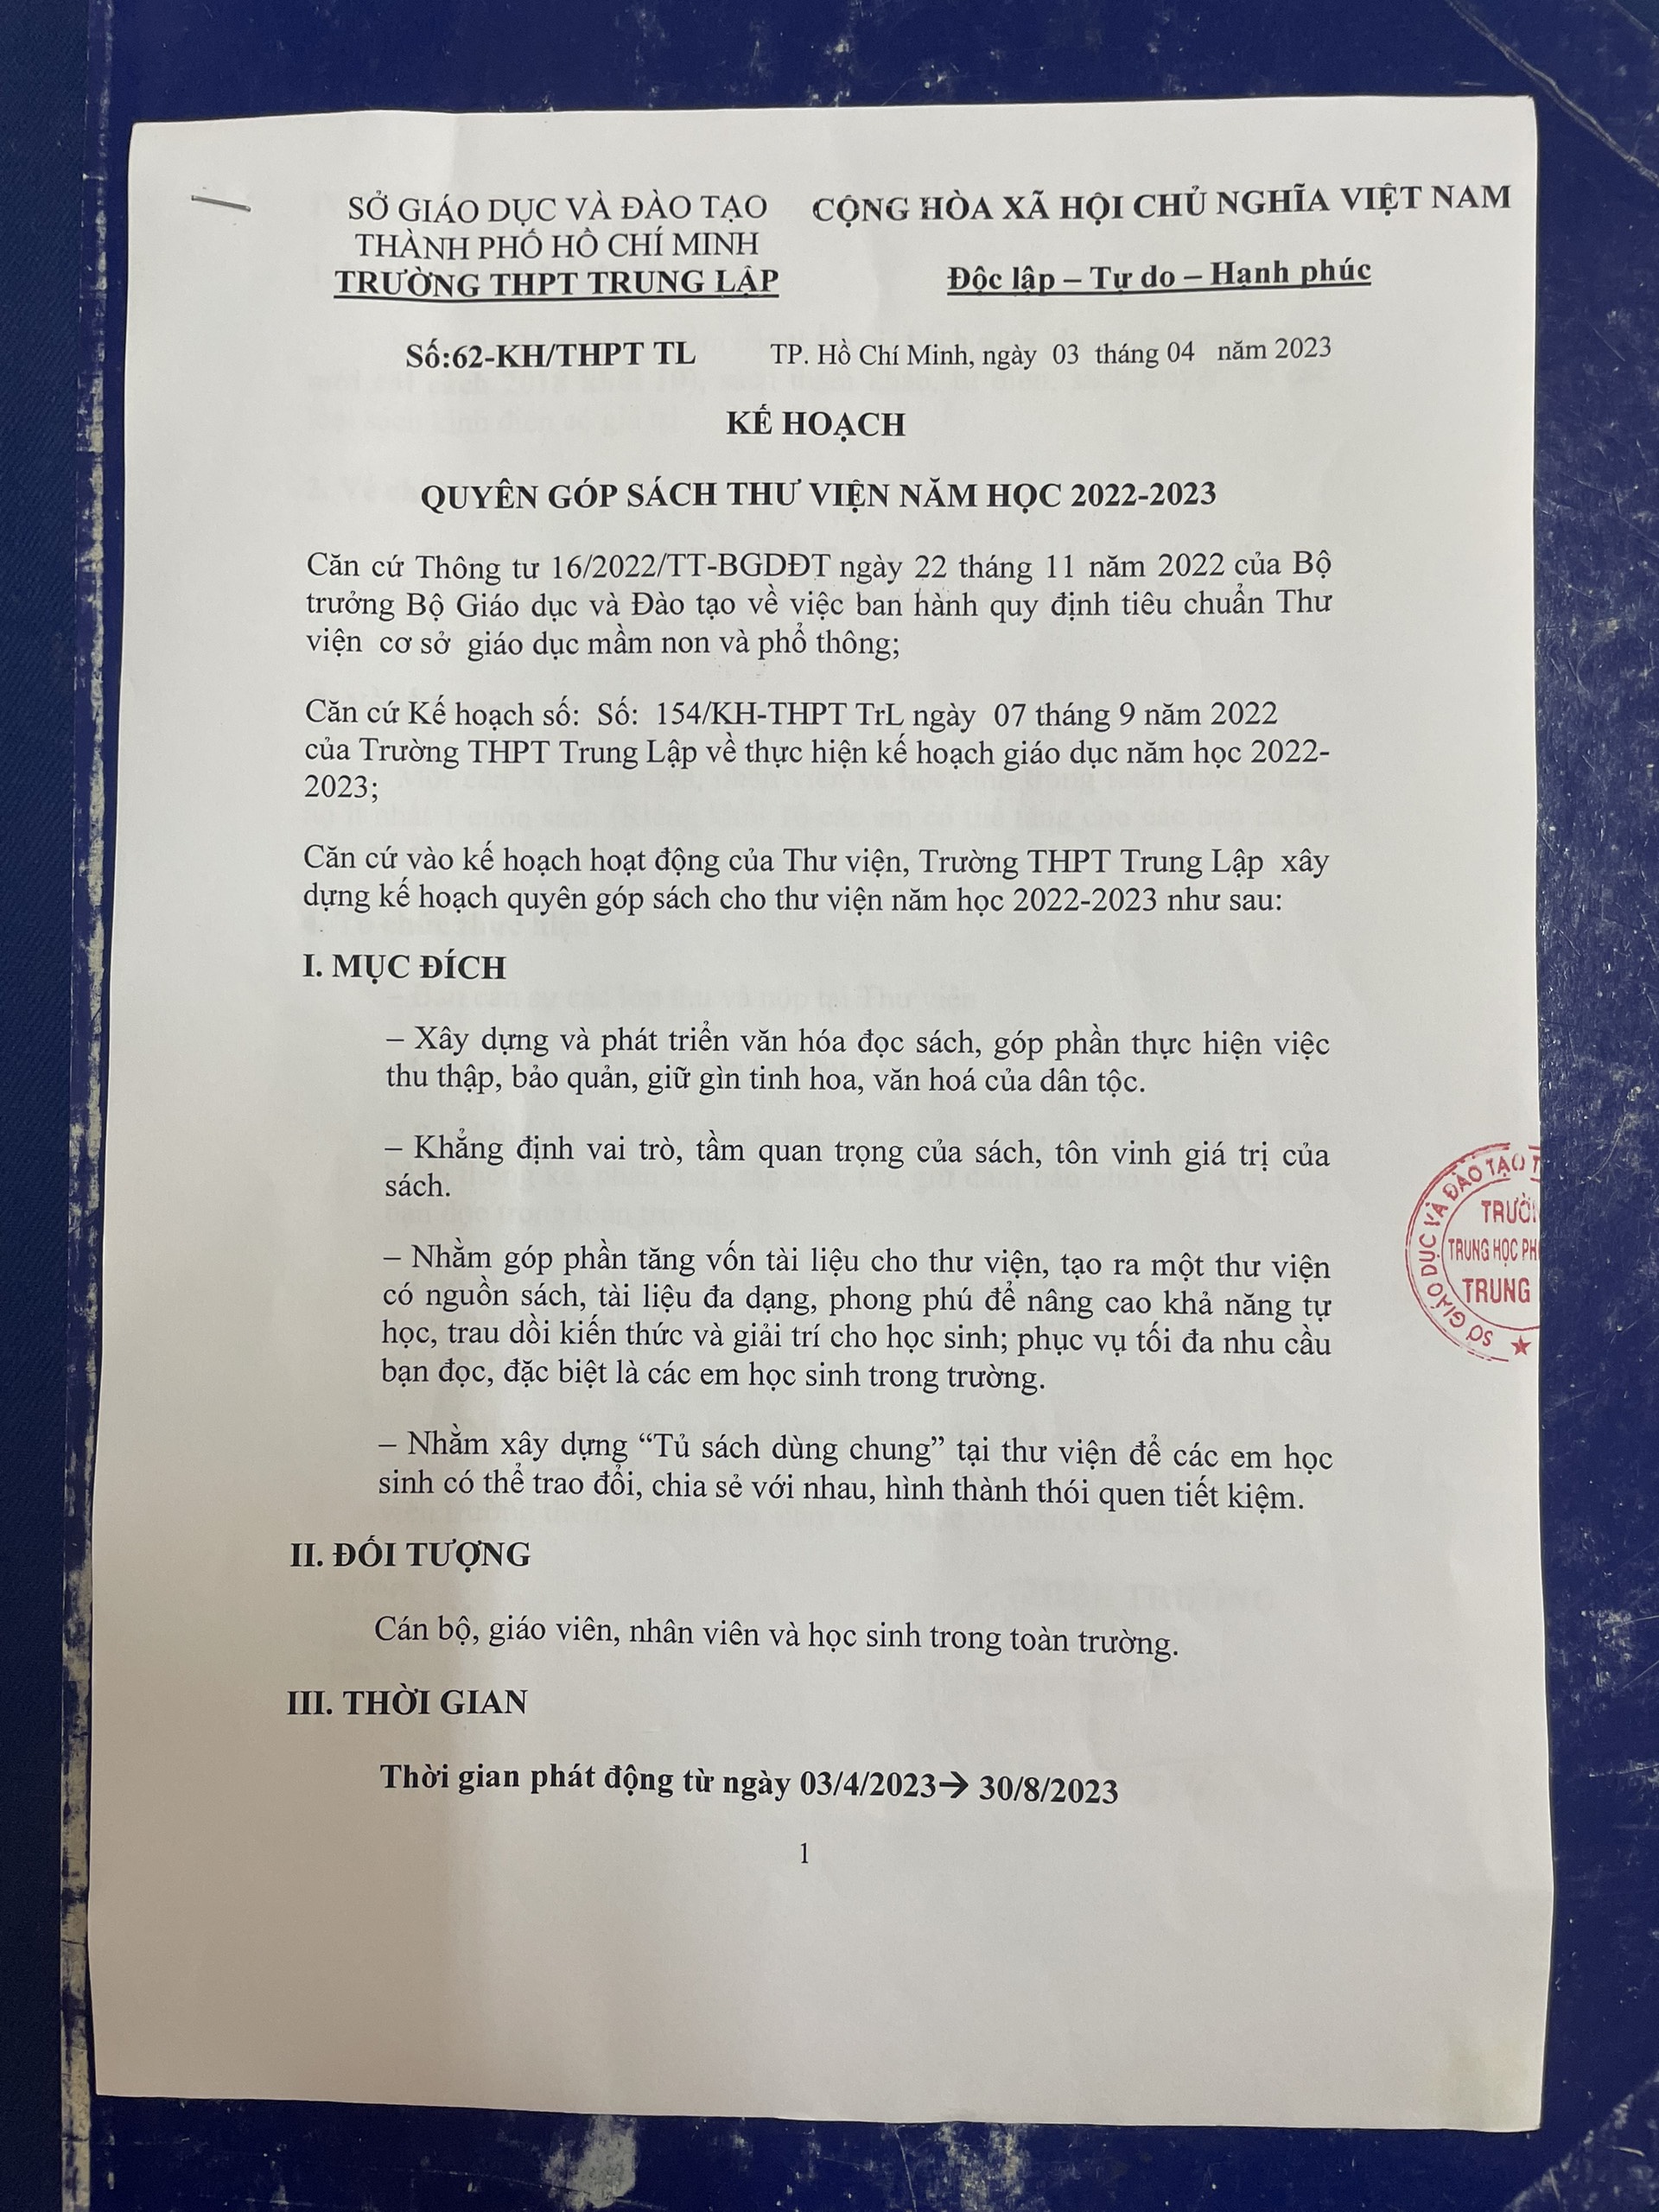 SỞ GIÁO DỤC VÀ ĐÀO TẠO
THÀNH PHỐ HỒ CHÍ MINH
TRƯỜNG THPT TRUNG LẬP
CỘNG HÒA XÃ HỘI CHỦ NGHĨA VIỆT NAM
Độc lập – Tự do – Hạnh phúc
Số:62-KH/THPT TL
TP. Hồ Chí Minh, ngày 03 tháng 04 năm 2023
KẾ HOẠCH
QUYÊN GÓP SÁCH THƯ VIỆN NĂM HỌC 2022-2023
Căn cứ Thông tư 16/2022/TT-BGDĐT ngày 22 tháng 11 năm 2022 của Bộ
trưởng Bộ Giáo dục và Đào tạo về việc ban hành quy định tiêu chuẩn Thư
viện cơ sở giáo dục mầm non và phổ thông;
Căn cứ Kế hoạch số: Số: 154/KH-THPT TrL ngày 07 tháng 9 năm 2022
của Trường THPT Trung Lập về thực hiện kế hoạch giáo dục năm học 2022-
2023;
Căn cứ vào kế hoạch hoạt động của Thư viện, Trường THPT Trung Lập xây
dựng kế hoạch quyên góp sách cho thư viện năm học 2022-2023 như sau:
I. MỤC ĐÍCH
– Xây dựng và phát triển văn hóa đọc sách, góp phần thực hiện việc
thu thập, bảo quản, giữ gìn tinh hoa, văn hoá của dân tộc.
– Khẳng định vai trò, tầm quan trọng của sách, tôn vinh giá trị của
sách.
– Nhằm góp phần tăng vốn tài liệu cho thư viện, tạo ra một thư viện
có nguồn sách, tài liệu đa dạng, phong phú để nâng cao khả năng tự
học, trau dồi kiến thức và giải trí cho học sinh; phục vụ tối đa nhu cầu
bạn đọc, đặc biệt là các em học sinh trong trường.
– Nhằm xây dựng “Tủ sách dùng chung” tại thư viện để các em học
sinh có thể trao đổi, chia sẻ với nhau, hình thành thói quen tiết kiệm.
SỞ GIÁO DỤC VÀ ĐÀO TẠO T
TRƯỜN
TRUNG HỌC PH
TRUNG
II. ĐỐI TƯỢNG
Cán bộ, giáo viên, nhân viên và học sinh trong toàn trường.
III. THỜI GIAN
Thời gian phát động từ ngày 03/4/2023→ 30/8/2023
1